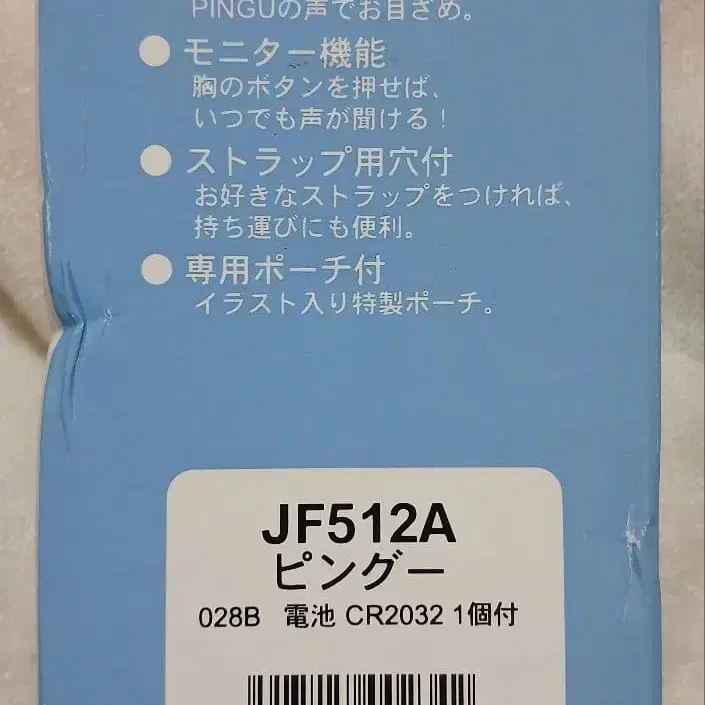 PINGUの声でお目ざめ。
● モニター機能
胸のボタンを押せば、
いつでも声が聞ける！
● ストラップ用穴付
お好きなストラップをつければ、
持ち運びにも便利。
● 専用ポーチ付
イラスト入り特製ポーチ。
JF512A
ピングー
028B 電池 CR2032 1個付